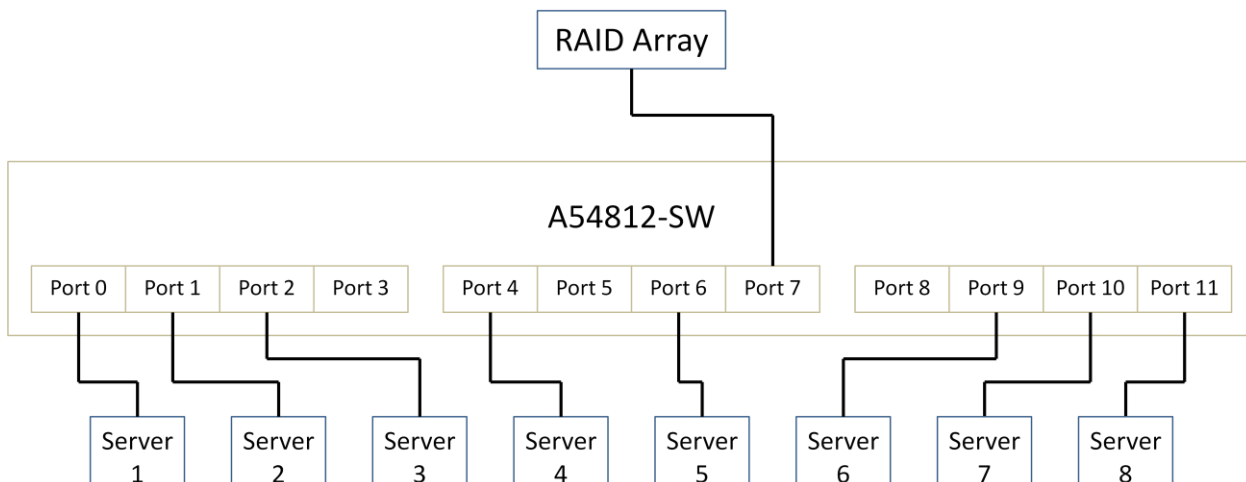 RAID Array
A54812-SW
Port 0 Port 1 Port 2 Port 3 Port 4 Port 5 Port 6 Port 7 Port 8 Port 9 Port 10 Port 11
Server
1
Server
2
Server
3
Server
4
Server
5
Server
6
Server
7
Server
8